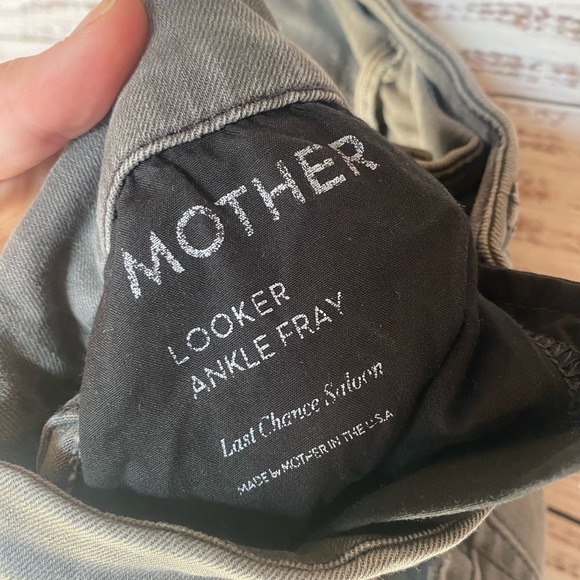 MOTHER
LOOKER
ANKLE FRAY
Last Chance Saloon
MADE by MOTHER IN THE U.S.A